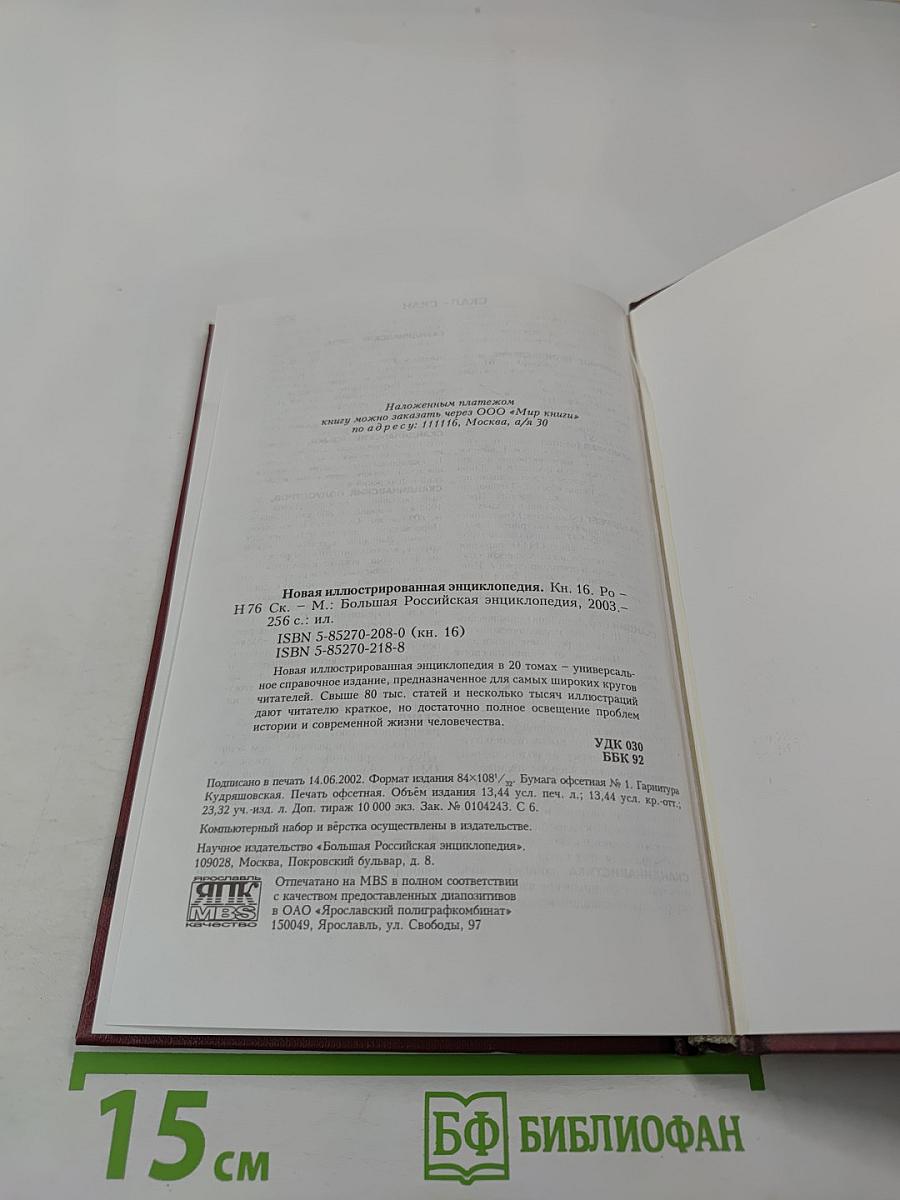 Наложенным платежом
книгу можно заказать через ООО «Мир книги»
по адресу: 111116, Москва, а/я 30
Новая иллюстрированная энциклопедия. Кн. 16. Ро –
Н 76 Ск. – М.: Большая Российская энциклопедия, 2003.–
256 с.: ил.
ISBN 5-85270-208-0 (кн. 16)
ISBN 5-85270-218-8
Новая иллюстрированная энциклопедия в 20 томах – универсаль-
ное справочное издание, предназначенное для самых широких кругов
читателей. Свыше 80 тыс. статей и несколько тысяч иллюстраций
дают читателю краткое, но достаточно полное освещение проблем
истории и современной жизни человечества.
УДК 030
ББК 92
Подписано в печать 14.06.2002. Формат издания 84×108¹/₃₂. Бумага офсетная № 1. Гарнитура
Кудряшовская. Печать офсетная. Объём издания 13,44 усл. печ. л.; 13,44 усл. кр.-отт.;
23,32 уч.-изд. л. Доп. тираж 10 000 экз. Зак. № 0104243. С 6.
Компьютерный набор и вёрстка осуществлены в издательстве.
Научное издательство «Большая Российская энциклопедия».
109028, Москва, Покровский бульвар, д. 8.
ЯРОСЛАВЛЬ
ЯПК
MBS
КАЧЕСТВО
Отпечатано на MBS в полном соответствии
с качеством предоставленных диапозитивов
в ОАО «Ярославский полиграфкомбинат»
150049, Ярославль, ул. Свободы, 97
15 см
БФ БИБЛИОФАН